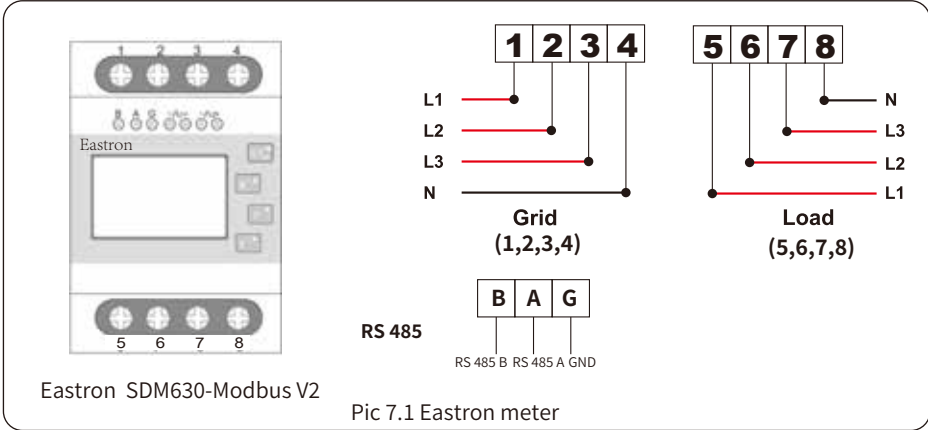 1 2 3 4
B A G
Eastron
5 6 7 8
Eastron SDM630-Modbus V2
1 2 3 4
L1
L2
L3
N
Grid
(1,2,3,4)
5 6 7 8
N
L3
L2
L1
Load
(5,6,7,8)
RS 485
B A G
RS 485 B RS 485 A GND
Pic 7.1 Eastron meter